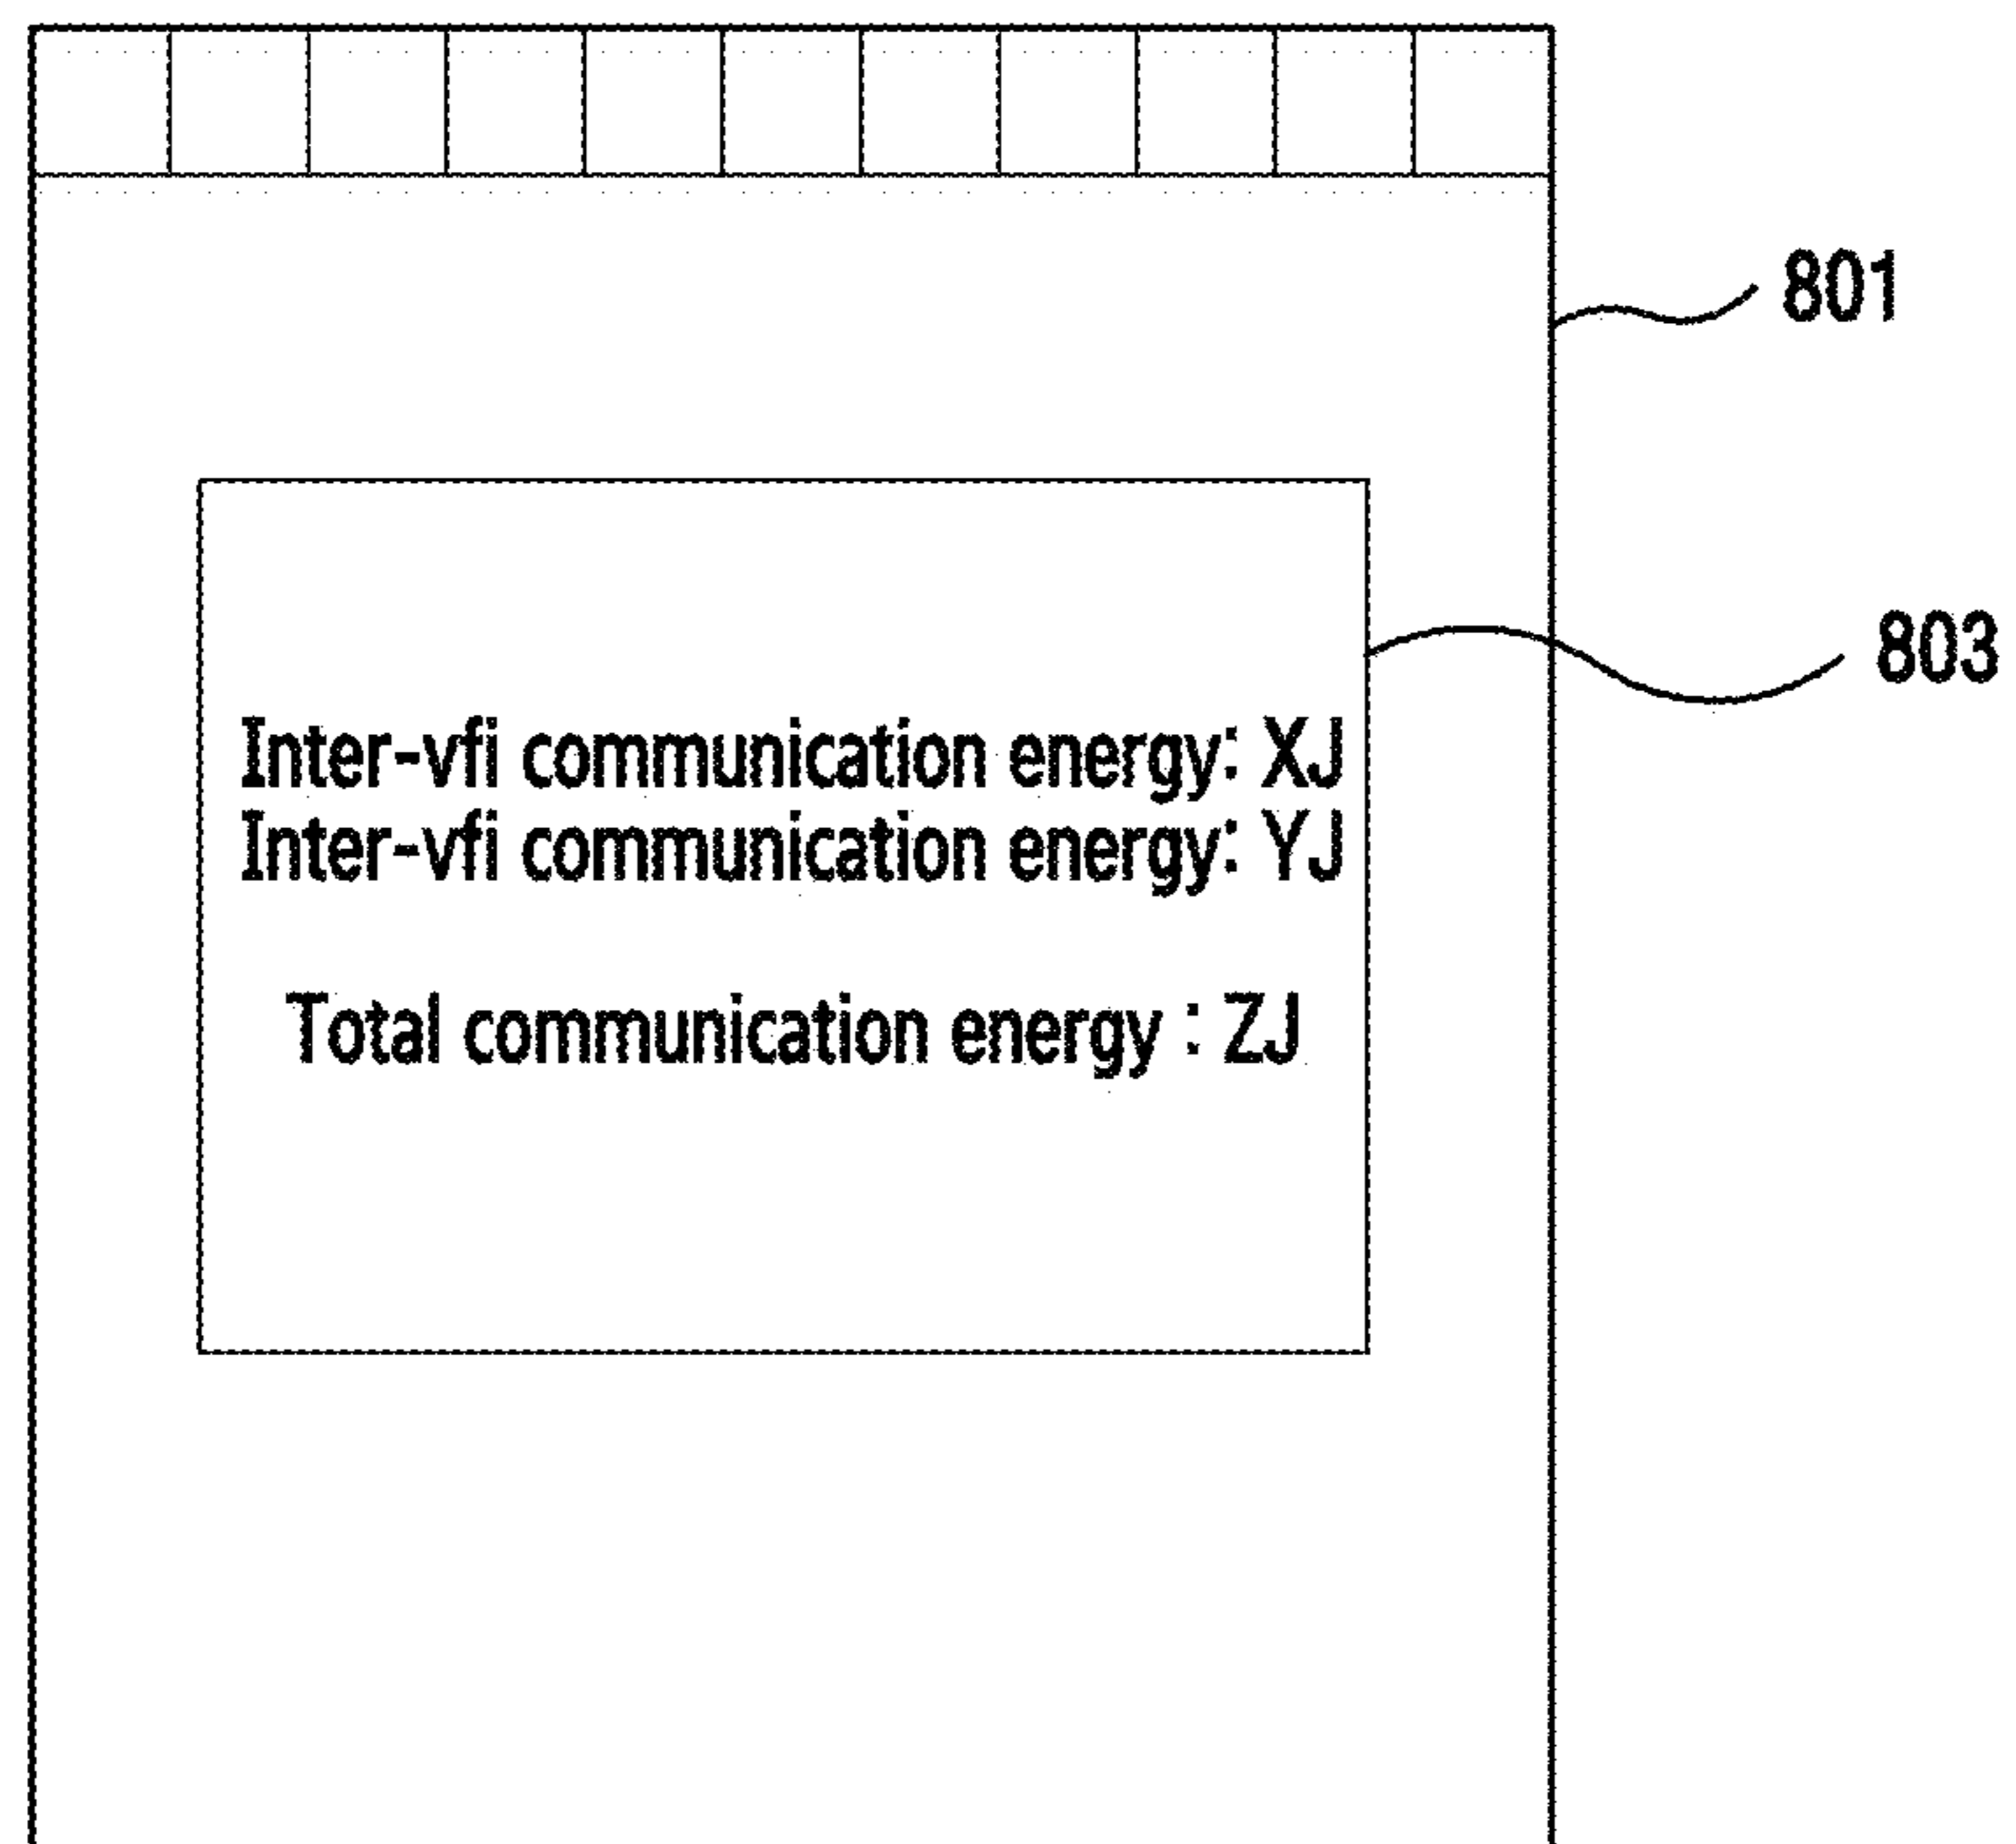 801
803
Inter-vfi communication energy: XJ
Inter-vfi communication energy: YJ
Total communication energy : ZJ